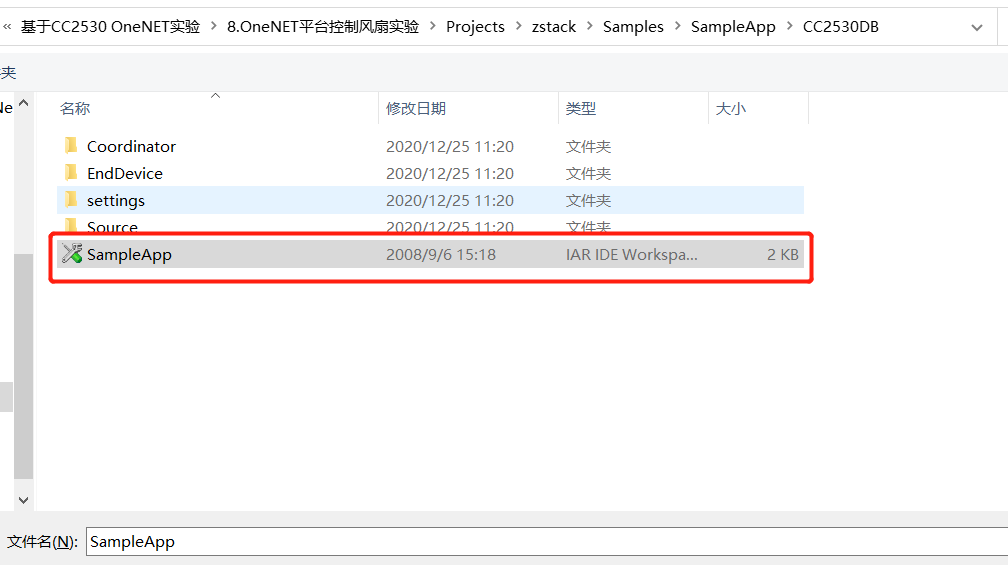 « 基于CC2530 OneNET实验 > 8.OneNET平台控制风扇实验 > Projects > zstack > Samples > SampleApp > CC2530DB
夹
名称 修改日期 类型 大小
Coordinator 2020/12/25 11:20 文件夹
EndDevice 2020/12/25 11:20 文件夹
settings 2020/12/25 11:20 文件夹
Source 2020/12/25 11:20 文件夹
SampleApp 2008/9/6 15:18 IAR IDE Workspa... 2 KB
文件名(N): SampleApp